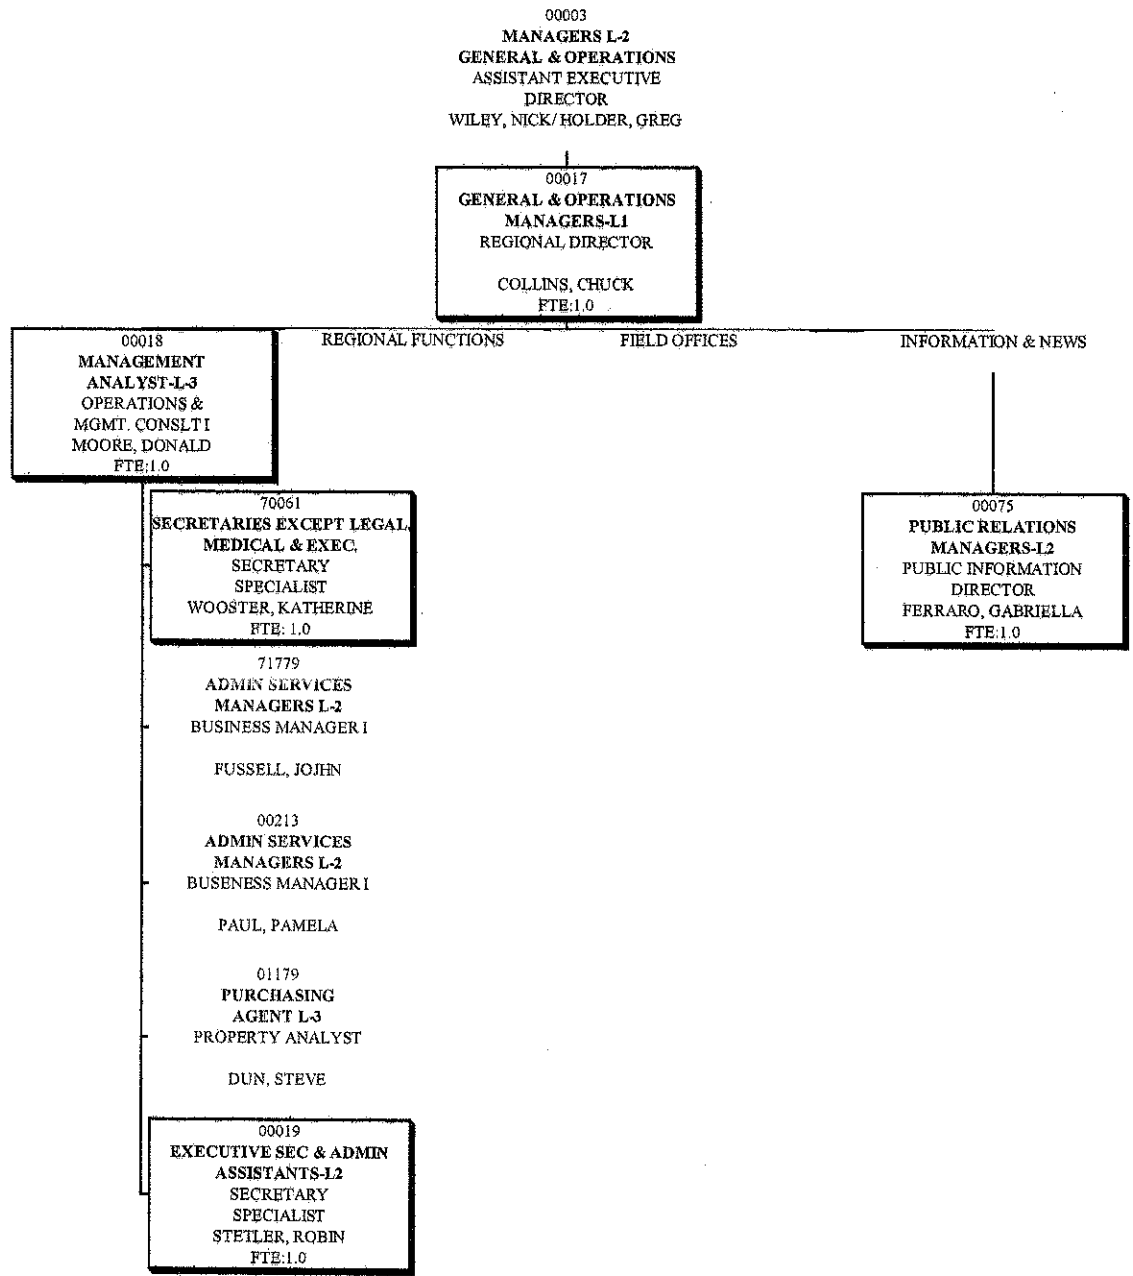 00003
MANAGERS L-2
GENERAL & OPERATIONS
ASSISTANT EXECUTIVE
DIRECTOR
WILEY, NICK/ HOLDER, GREG
00017
GENERAL & OPERATIONS
MANAGERS-L1
REGIONAL DIRECTOR
COLLINS, CHUCK
FTE:1.0
REGIONAL FUNCTIONS
FIELD OFFICES
INFORMATION & NEWS
00018
MANAGEMENT
ANALYST-L-3
OPERATIONS &
MGMT. CONSLT I
MOORE, DONALD
FTE:1.0
70061
SECRETARIES EXCEPT LEGAL,
MEDICAL & EXEC,
SECRETARY
SPECIALIST
WOOSTER, KATHERINE
FTE: 1.0
00075
PUBLIC RELATIONS
MANAGERS-L2
PUBLIC INFORMATION
DIRECTOR
FERRARO, GABRIELLA
FTE:1.0
71779
ADMIN SERVICES
MANAGERS L-2
BUSINESS MANAGER I
FUSSELL, JOJHN
00213
ADMIN SERVICES
MANAGERS L-2
BUSENESS MANAGER I
PAUL, PAMELA
01179
PURCHASING
AGENT L-3
PROPERTY ANALYST
DUN, STEVE
00019
EXECUTIVE SEC & ADMIN
ASSISTANTS-L2
SECRETARY
SPECIALIST
STETLER, ROBIN
FTE:1.0